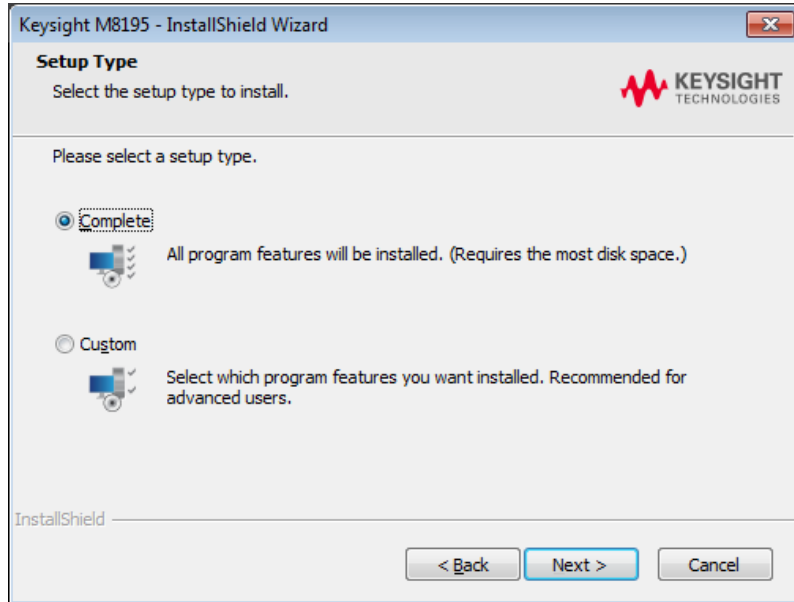 Keysight M8195 - InstallShield Wizard
Setup Type
Select the setup type to install.
KEYSIGHT
TECHNOLOGIES
Please select a setup type.
Complete
All program features will be installed. (Requires the most disk space.)
Custom
Select which program features you want installed. Recommended for
advanced users.
InstallShield
< Back
Next >
Cancel